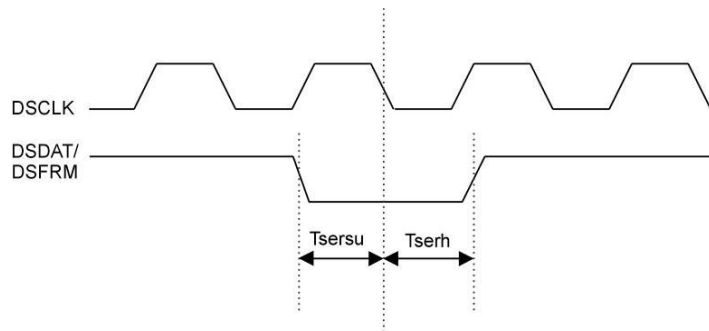 DSCLK
DSDAT/
DSFRM
Tsersu
Tserh